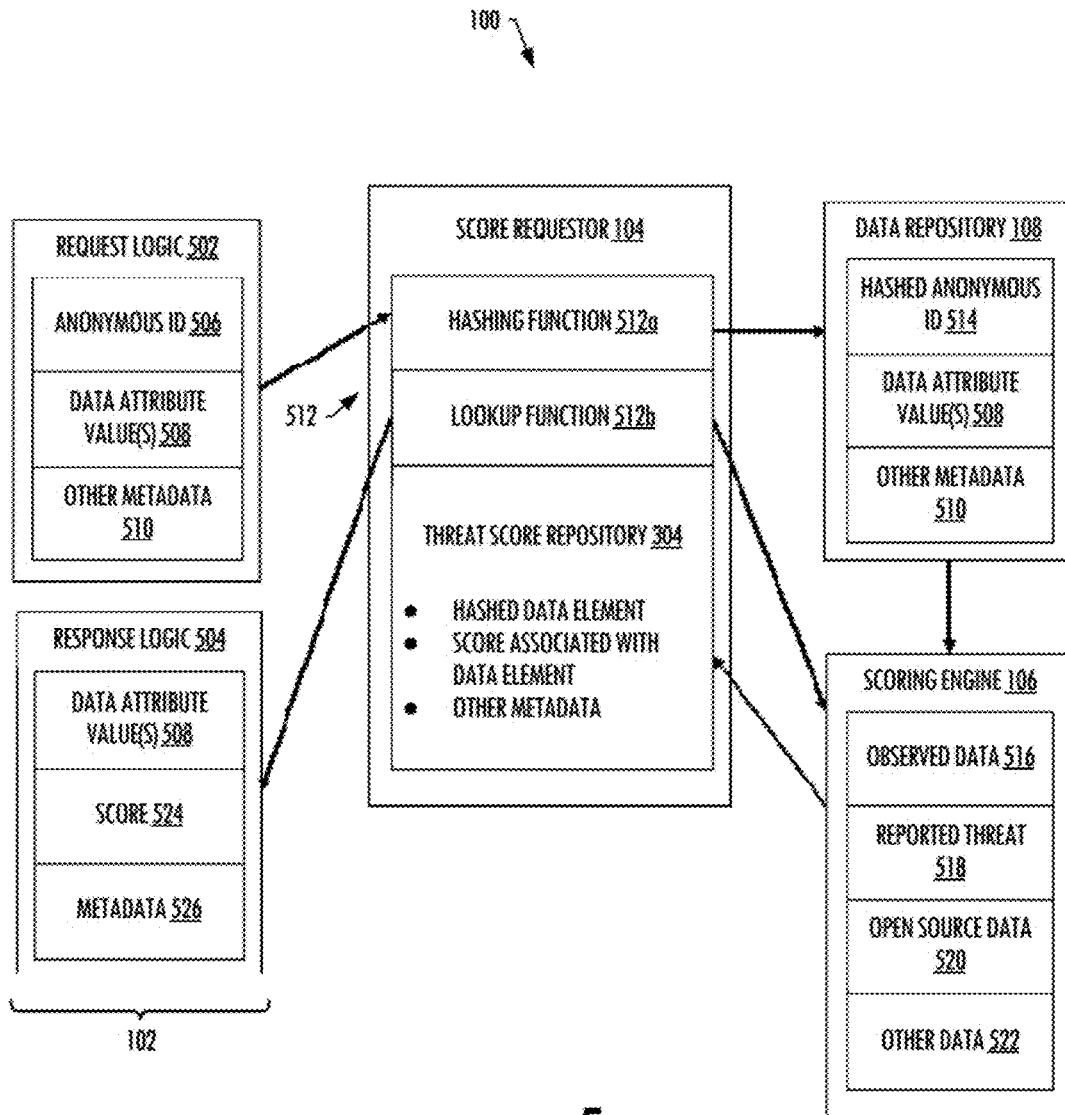 100
REQUEST LOGIC 502
ANONYMOUS ID 506
DATA ATTRIBUTE
VALUE(S) 508
OTHER METADATA
510
RESPONSE LOGIC 504
DATA ATTRIBUTE
VALUE(S) 508
SCORE 524
METADATA 526
102
512
SCORE REQUESTOR 104
HASHING FUNCTION 512a
LOOKUP FUNCTION 512b
THREAT SCORE REPOSITORY 304
● HASHED DATA ELEMENT
● SCORE ASSOCIATED WITH
DATA ELEMENT
● OTHER METADATA
DATA REPOSITORY 108
HASHED ANONYMOUS
ID 514
DATA ATTRIBUTE
VALUE(S) 508
OTHER METADATA
510
SCORING ENGINE 106
OBSERVED DATA 516
REPORTED THREAT
518
OPEN SOURCE DATA
520
OTHER DATA 522